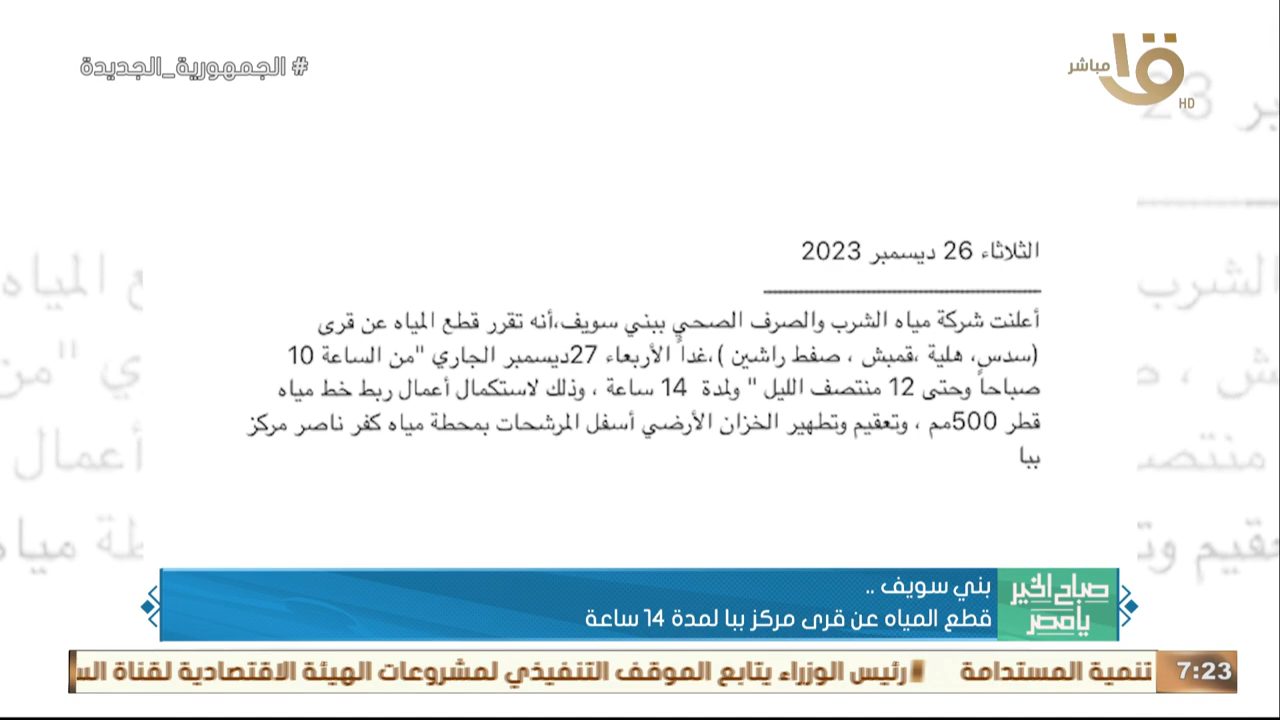 # الجمهورية_الجديدة
مباشر
HD
الثلاثاء 26 ديسمبر 2023
أعلنت شركة مياه الشرب والصرف الصحي ببني سويف،أنه تقرر قطع المياه عن قرى
(سدس، هلية ،قمبش ، صفط راشين )،غداً الأربعاء 27ديسمبر الجاري "من الساعة 10
صباحاً وحتى 12 منتصف الليل " ولمدة 14 ساعة ، وذلك لاستكمال أعمال ربط خط مياه
قطر 500مم ، وتعقيم وتطهير الخزان الأرضي أسفل المرشحات بمحطة مياه كفر ناصر مركز
ببا
صباح الخير يا مصر
بني سويف ..
قطع المياه عن قرى مركز ببا لمدة 14 ساعة
7:23
تنمية المستدامة رئيس الوزراء يتابع الموقف التنفيذي لمشروعات الهيئة الاقتصادية لقناة